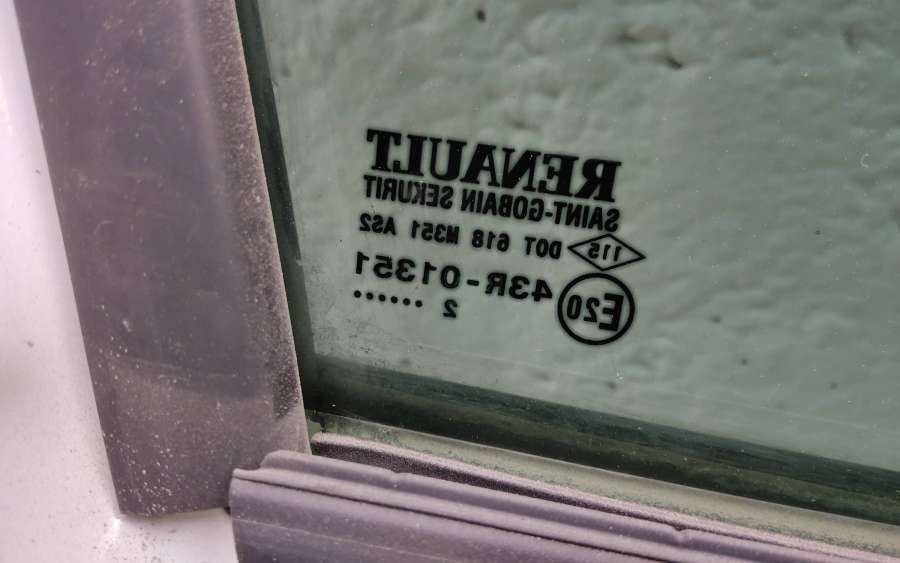 RENAULT
SAINT-GOBAIN SEKURIT
115 DOT 618 M351 AS2
E20 43R-01351
2 ......